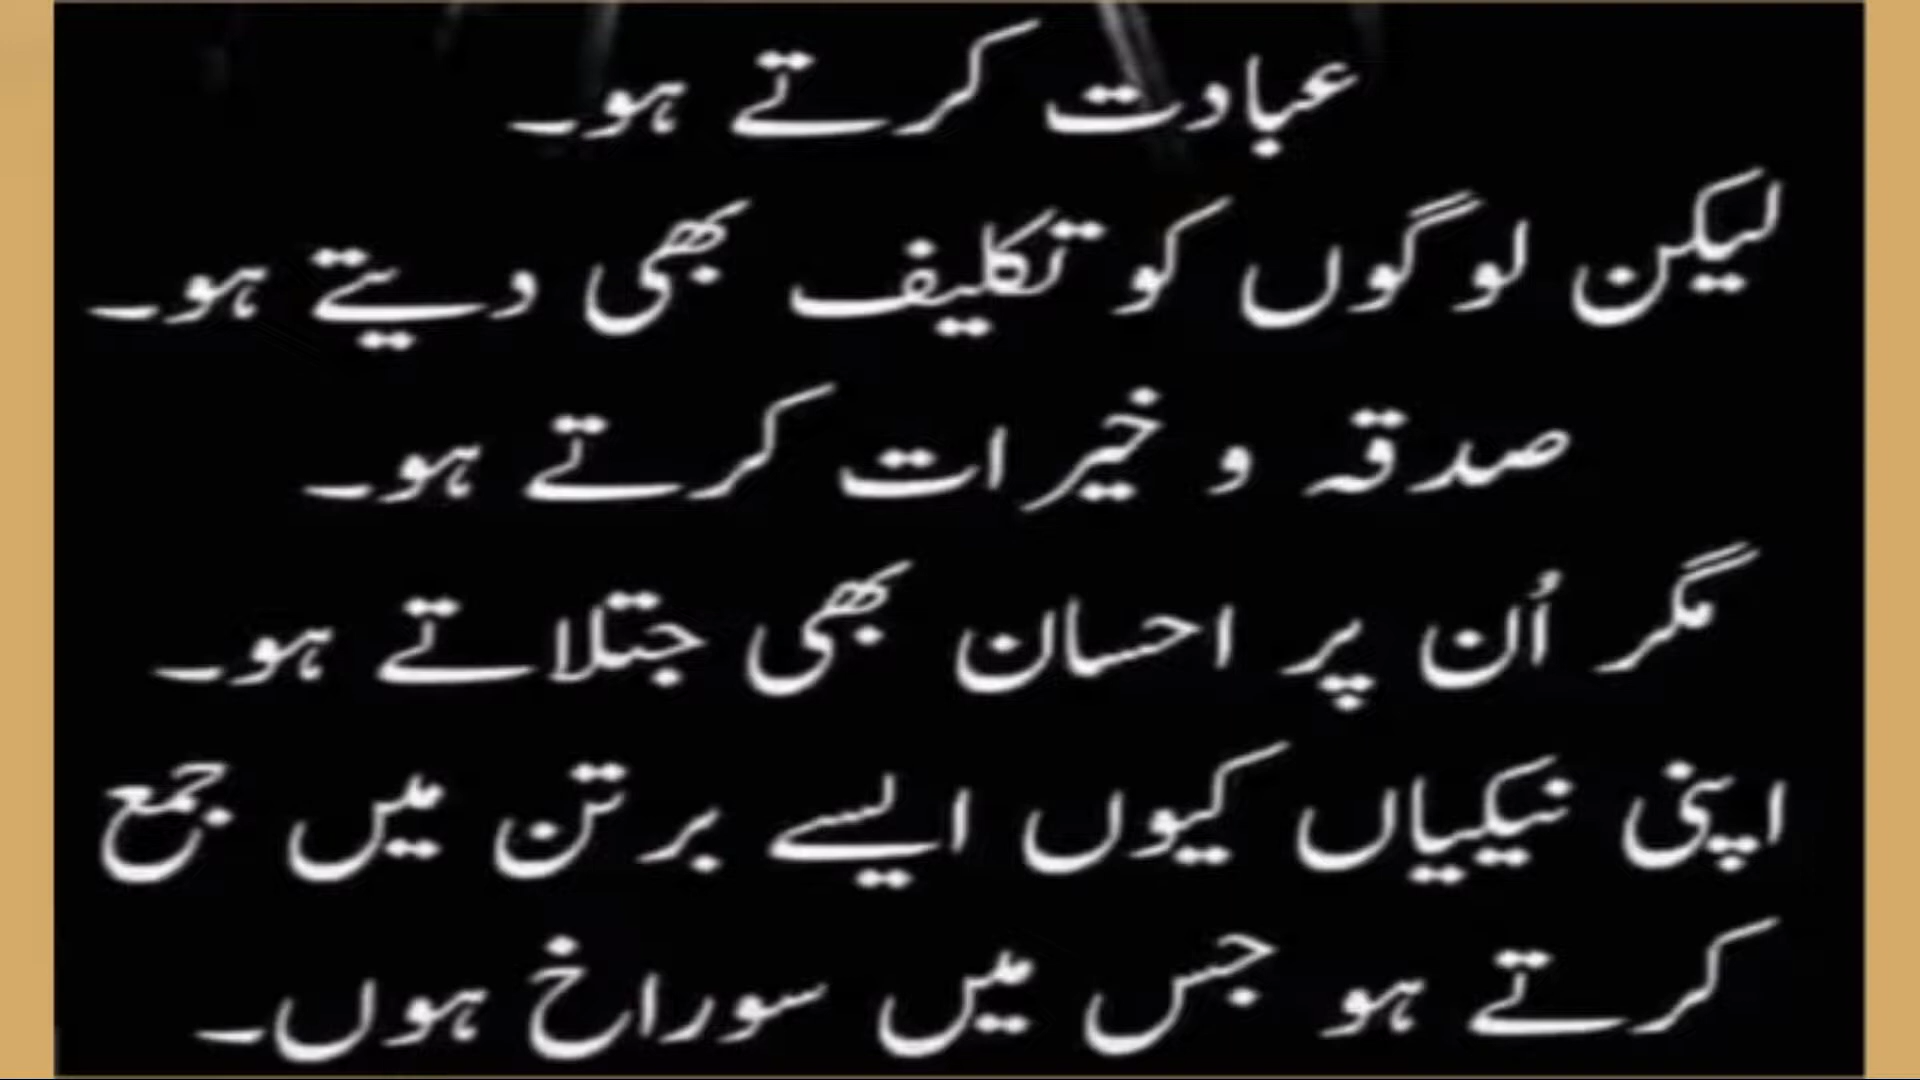 عبادت کرتے ہو۔
لیکن لوگوں کو تکلیف بھی دیتے ہو۔
صدقہ و خیرات کرتے ہو۔
مگر اُن پر احسان بھی جتلاتے ہو۔
اپنی نیکیاں کیوں ایسے برتن میں جمع
کرتے ہو جس میں سوراخ ہوں۔